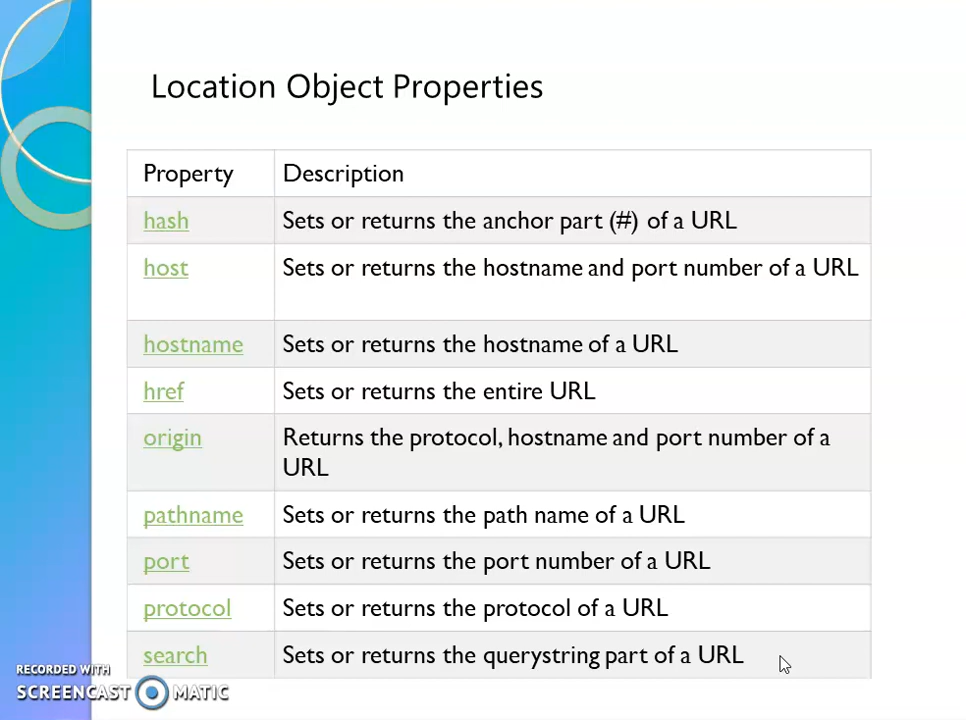 Location Object Properties
Property Description
hash Sets or returns the anchor part (#) of a URL
host Sets or returns the hostname and port number of a URL
hostname Sets or returns the hostname of a URL
href Sets or returns the entire URL
origin Returns the protocol, hostname and port number of a
URL
pathname Sets or returns the path name of a URL
port Sets or returns the port number of a URL
protocol Sets or returns the protocol of a URL
search Sets or returns the querystring part of a URL
RECORDED WITH
SCREENCAST MATIC